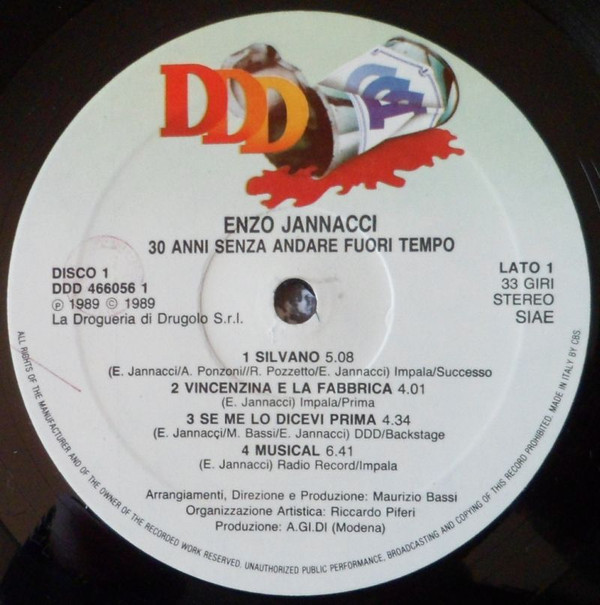 DDD
ENZO JANNACCI
30 ANNI SENZA ANDARE FUORI TEMPO
DISCO 1
DDD 466056 1
℗ 1989 © 1989
La Drogueria di Drugolo S.r.l.
LATO 1
33 GIRI
STEREO
SIAE
1 SILVANO 5.08
(E. Jannacci/A. Ponzoni//R. Pozzetto/E. Jannacci) Impala/Successo
2 VINCENZINA E LA FABBRICA 4.01
(E. Jannacci) Impala/Prima
3 SE ME LO DICEVI PRIMA 4.34
(E. Jannacci/M. Bassi/E. Jannacci) DDD/Backstage
4 MUSICAL 6.41
(E. Jannacci) Radio Record/Impala
Arrangiamenti, Direzione e Produzione: Maurizio Bassi
Organizzazione Artistica: Riccardo Piferi
Produzione: A.GI.DI (Modena)
ALL RIGHTS OF THE MANUFACTURER AND OF THE OWNER OF THE RECORDED WORK RESERVED. UNAUTHORIZED PUBLIC PERFORMANCE, BROADCASTING AND COPYING OF THIS RECORD PROHIBITED. MADE IN ITALY BY CBS.